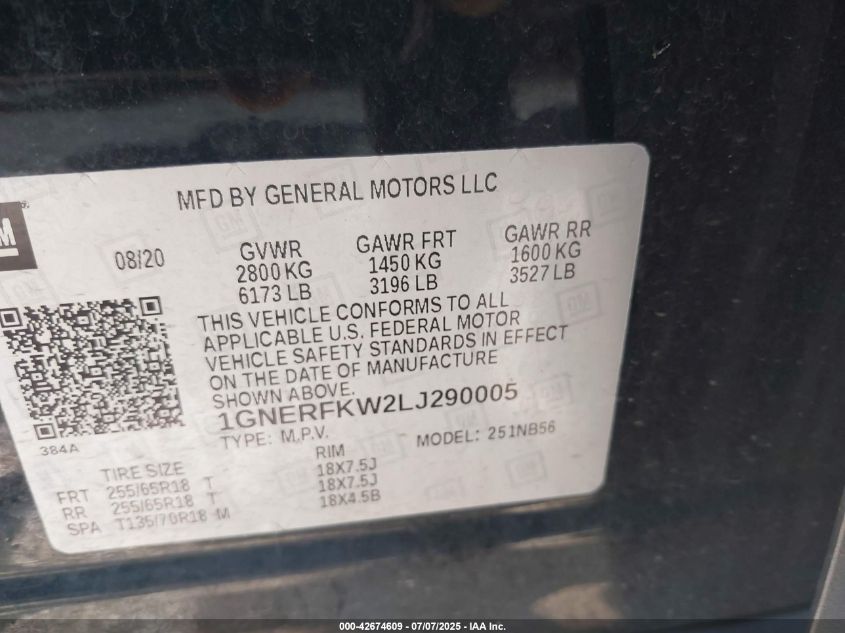 MFD BY GENERAL MOTORS LLC
GM
08/20
GVWR
2800 KG
6173 LB
GAWR FRT
1450 KG
3196 LB
GAWR RR
1600 KG
3527 LB
THIS VEHICLE CONFORMS TO ALL
APPLICABLE U.S. FEDERAL MOTOR
VEHICLE SAFETY STANDARDS IN EFFECT
ON THE DATE OF MANUFACTURE
SHOWN ABOVE.
1GNERFKW2LJ290005
TYPE: M.P.V. MODEL: 251NB56
384A
TIRE SIZE RIM
FRT 255/65R18 T 18X7.5J
RR 255/65R18 T 18X7.5J
SPA T135/70R18 M 18X4.5B
000-42674609 - 07/07/2025 - IAA Inc.